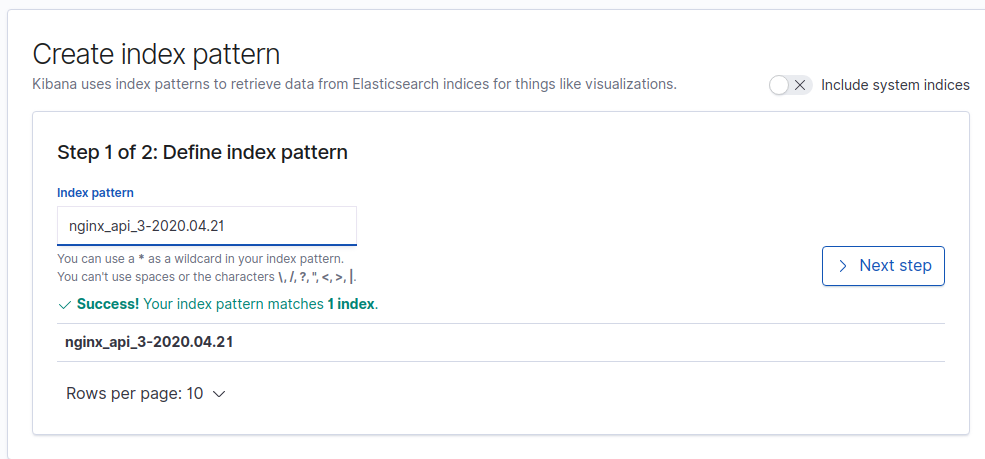 Create index pattern
Kibana uses index patterns to retrieve data from Elasticsearch indices for things like visualizations.
Include system indices
Step 1 of 2: Define index pattern
Index pattern
nginx_api_3-2020.04.21
You can use a * as a wildcard in your index pattern.
You can't use spaces or the characters \, /, ?, ", <, >, |.
Next step
Success! Your index pattern matches 1 index.
nginx_api_3-2020.04.21
Rows per page: 10